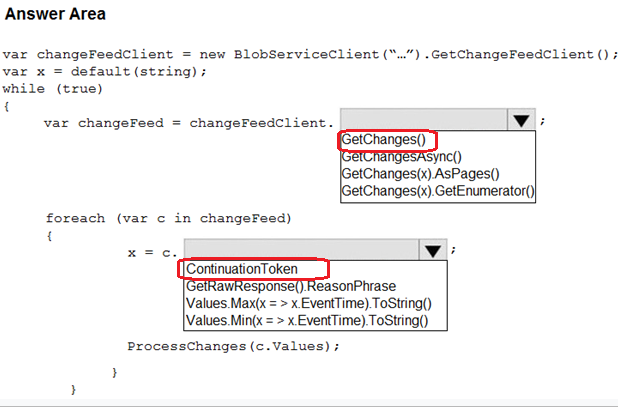 Answer Area
var changeFeedClient = new BlobServiceClient(“…”).GetChangeFeedClient();
var x = default(string);
while (true)
{
var changeFeed = changeFeedClient. ;
GetChanges()
GetChangesAsync()
GetChanges(x).AsPages()
GetChanges(x).GetEnumerator()
foreach (var c in changeFeed)
{
x = c. ;
ContinuationToken
GetRawResponse().ReasonPhrase
Values.Max(x = > x.EventTime).ToString()
Values.Min(x = > x.EventTime).ToString()
ProcessChanges(c.Values);
}
}